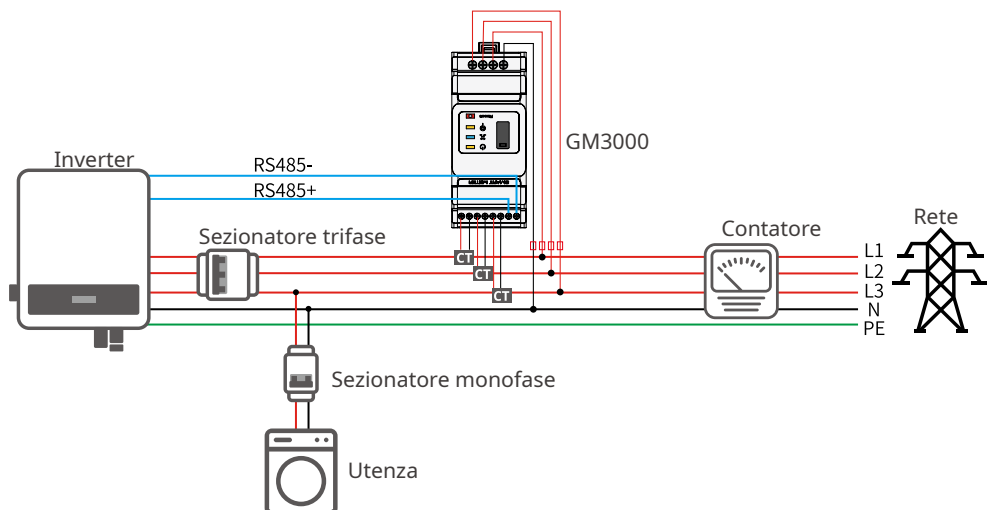 GM3000
Inverter
RS485-
RS485+
Sezionatore trifase
CT
CT
CT
Contatore
Rete
L1
L2
L3
N
PE
Sezionatore monofase
Utenza